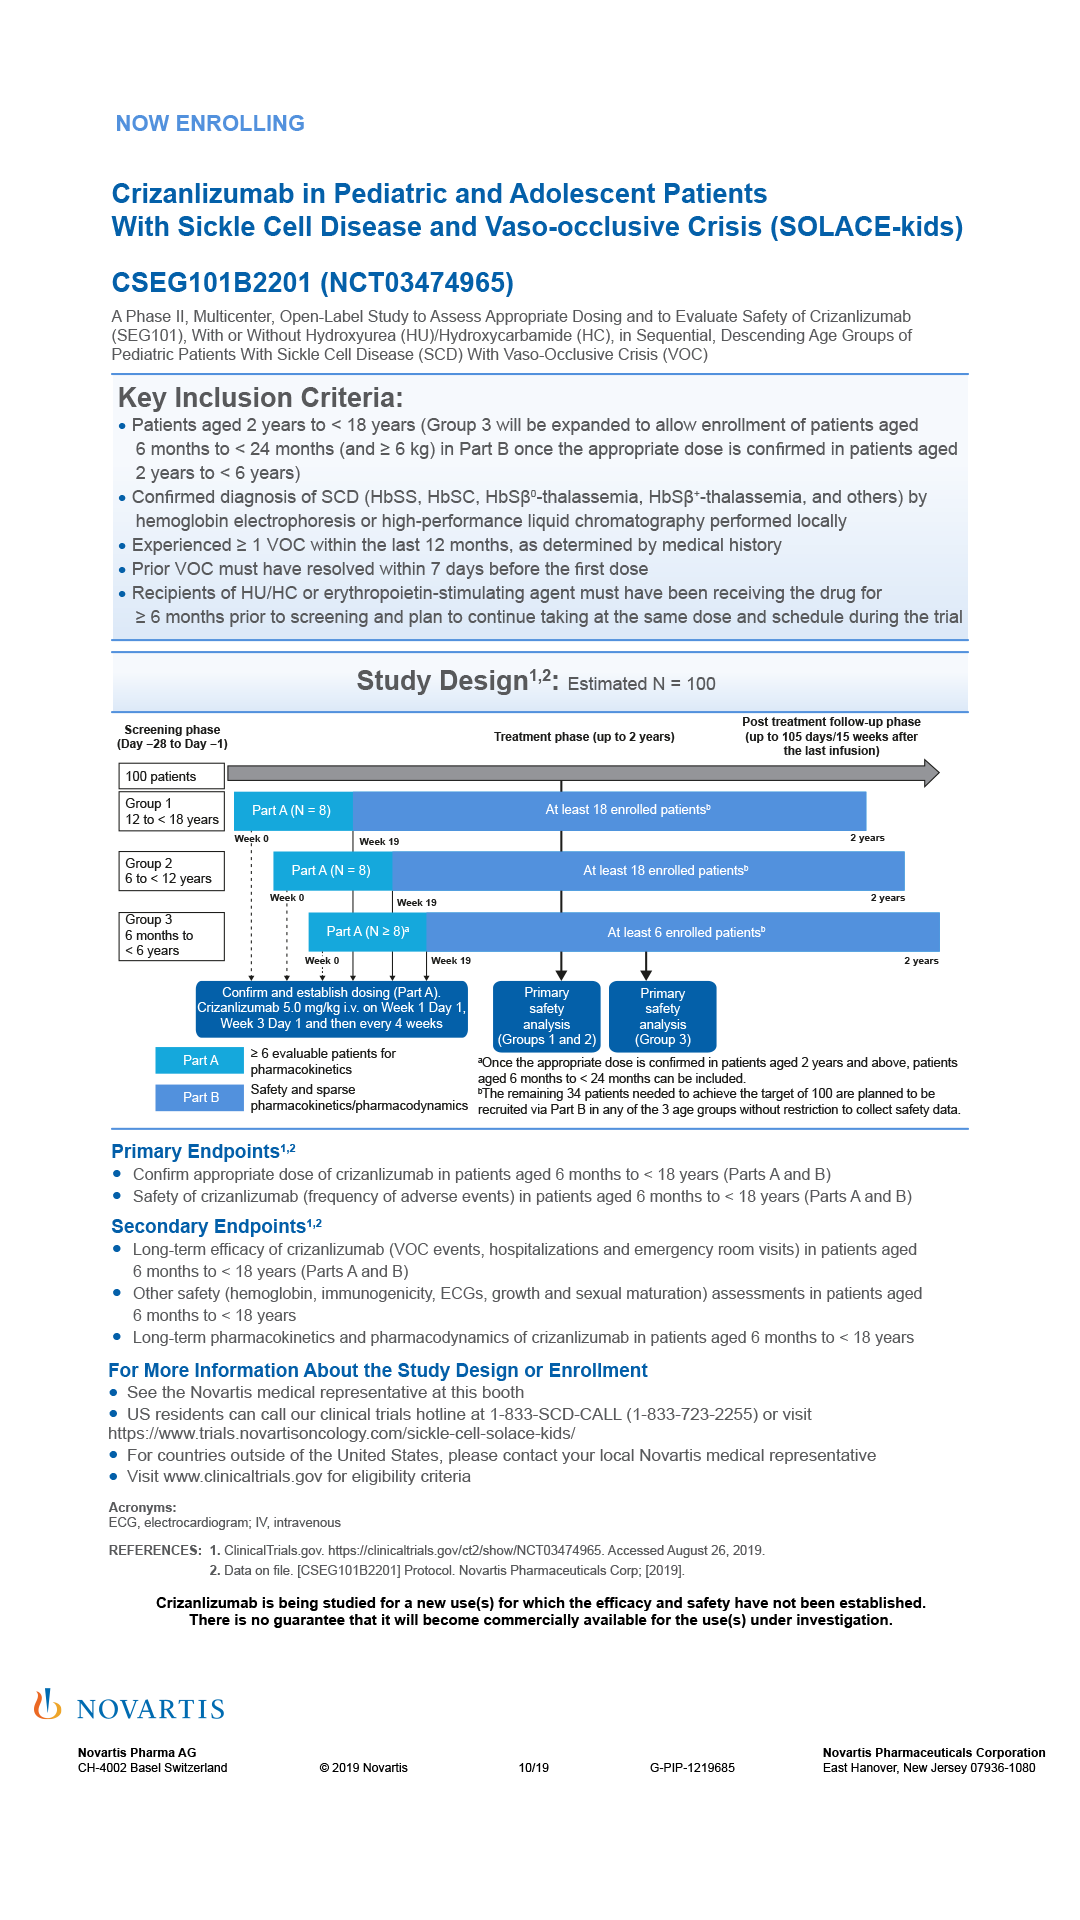 NOW ENROLLING
Crizanlizumab in Pediatric and Adolescent Patients
With Sickle Cell Disease and Vaso-occlusive Crisis (SOLACE-kids)
CSEG101B2201 (NCT03474965)
A Phase II, Multicenter, Open-Label Study to Assess Appropriate Dosing and to Evaluate Safety of Crizanlizumab
(SEG101), With or Without Hydroxyurea (HU)/Hydroxycarbamide (HC), in Sequential, Descending Age Groups of
Pediatric Patients With Sickle Cell Disease (SCD) With Vaso-Occlusive Crisis (VOC)
Key Inclusion Criteria:
• Patients aged 2 years to < 18 years (Group 3 will be expanded to allow enrollment of patients aged
6 months to < 24 months (and ≥ 6 kg) in Part B once the appropriate dose is confirmed in patients aged
2 years to < 6 years)
• Confirmed diagnosis of SCD (HbSS, HbSC, HbSβ⁰-thalassemia, HbSβ⁺-thalassemia, and others) by
hemoglobin electrophoresis or high-performance liquid chromatography performed locally
• Experienced ≥ 1 VOC within the last 12 months, as determined by medical history
• Prior VOC must have resolved within 7 days before the first dose
• Recipients of HU/HC or erythropoietin-stimulating agent must have been receiving the drug for
≥ 6 months prior to screening and plan to continue taking at the same dose and schedule during the trial
Study Design¹,²: Estimated N = 100
Screening phase
(Day –28 to Day –1)
Treatment phase (up to 2 years)
Post treatment follow-up phase
(up to 105 days/15 weeks after
the last infusion)
100 patients
Group 1
12 to < 18 years
Part A (N = 8)
At least 18 enrolled patientsᵇ
Week 0
Week 19
2 years
Group 2
6 to < 12 years
Part A (N = 8)
At least 18 enrolled patientsᵇ
Week 0
Week 19
2 years
Group 3
6 months to
< 6 years
Part A (N ≥ 8)ᵃ
At least 6 enrolled patientsᵇ
Week 0
Week 19
2 years
Confirm and establish dosing (Part A).
Crizanlizumab 5.0 mg/kg i.v. on Week 1 Day 1,
Week 3 Day 1 and then every 4 weeks
Primary
safety
analysis
(Groups 1 and 2)
Primary
safety
analysis
(Group 3)
Part A
≥ 6 evaluable patients for
pharmacokinetics
Part B
Safety and sparse
pharmacokinetics/pharmacodynamics
ᵃOnce the appropriate dose is confirmed in patients aged 2 years and above, patients
aged 6 months to < 24 months can be included.
ᵇThe remaining 34 patients needed to achieve the target of 100 are planned to be
recruited via Part B in any of the 3 age groups without restriction to collect safety data.
Primary Endpoints¹,²
• Confirm appropriate dose of crizanlizumab in patients aged 6 months to < 18 years (Parts A and B)
• Safety of crizanlizumab (frequency of adverse events) in patients aged 6 months to < 18 years (Parts A and B)
Secondary Endpoints¹,²
• Long-term efficacy of crizanlizumab (VOC events, hospitalizations and emergency room visits) in patients aged
6 months to < 18 years (Parts A and B)
• Other safety (hemoglobin, immunogenicity, ECGs, growth and sexual maturation) assessments in patients aged
6 months to < 18 years
• Long-term pharmacokinetics and pharmacodynamics of crizanlizumab in patients aged 6 months to < 18 years
For More Information About the Study Design or Enrollment
• See the Novartis medical representative at this booth
• US residents can call our clinical trials hotline at 1-833-SCD-CALL (1-833-723-2255) or visit
https://www.trials.novartisoncology.com/sickle-cell-solace-kids/
• For countries outside of the United States, please contact your local Novartis medical representative
• Visit www.clinicaltrials.gov for eligibility criteria
Acronyms:
ECG, electrocardiogram; IV, intravenous
REFERENCES: 1. ClinicalTrials.gov. https://clinicaltrials.gov/ct2/show/NCT03474965. Accessed August 26, 2019.
2. Data on file. [CSEG101B2201] Protocol. Novartis Pharmaceuticals Corp; [2019].
Crizanlizumab is being studied for a new use(s) for which the efficacy and safety have not been established.
There is no guarantee that it will become commercially available for the use(s) under investigation.
NOVARTIS
Novartis Pharma AG
CH-4002 Basel Switzerland
© 2019 Novartis
10/19
G-PIP-1219685
Novartis Pharmaceuticals Corporation
East Hanover, New Jersey 07936-1080